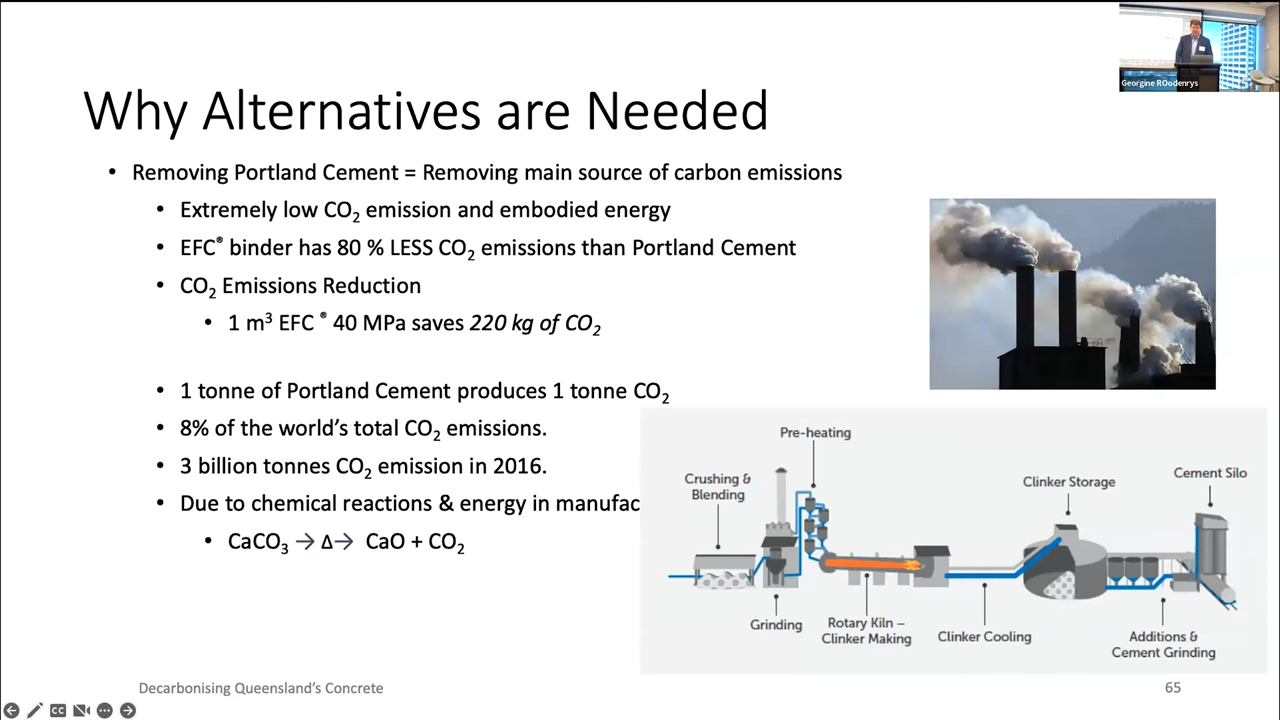 Georgine ROodenrys
Why Alternatives are Needed
• Removing Portland Cement = Removing main source of carbon emissions
• Extremely low CO₂ emission and embodied energy
• EFC® binder has 80 % LESS CO₂ emissions than Portland Cement
• CO₂ Emissions Reduction
• 1 m³ EFC ® 40 MPa saves 220 kg of CO₂
• 1 tonne of Portland Cement produces 1 tonne CO₂
• 8% of the world's total CO₂ emissions.
• 3 billion tonnes CO₂ emission in 2016.
• Due to chemical reactions & energy in manufac
• CaCO₃ → Δ→ CaO + CO₂
Pre-heating
Crushing &
Blending
Clinker Storage
Cement Silo
Grinding
Rotary Kiln –
Clinker Making
Clinker Cooling
Additions &
Cement Grinding
Decarbonising Queensland's Concrete
65
CC